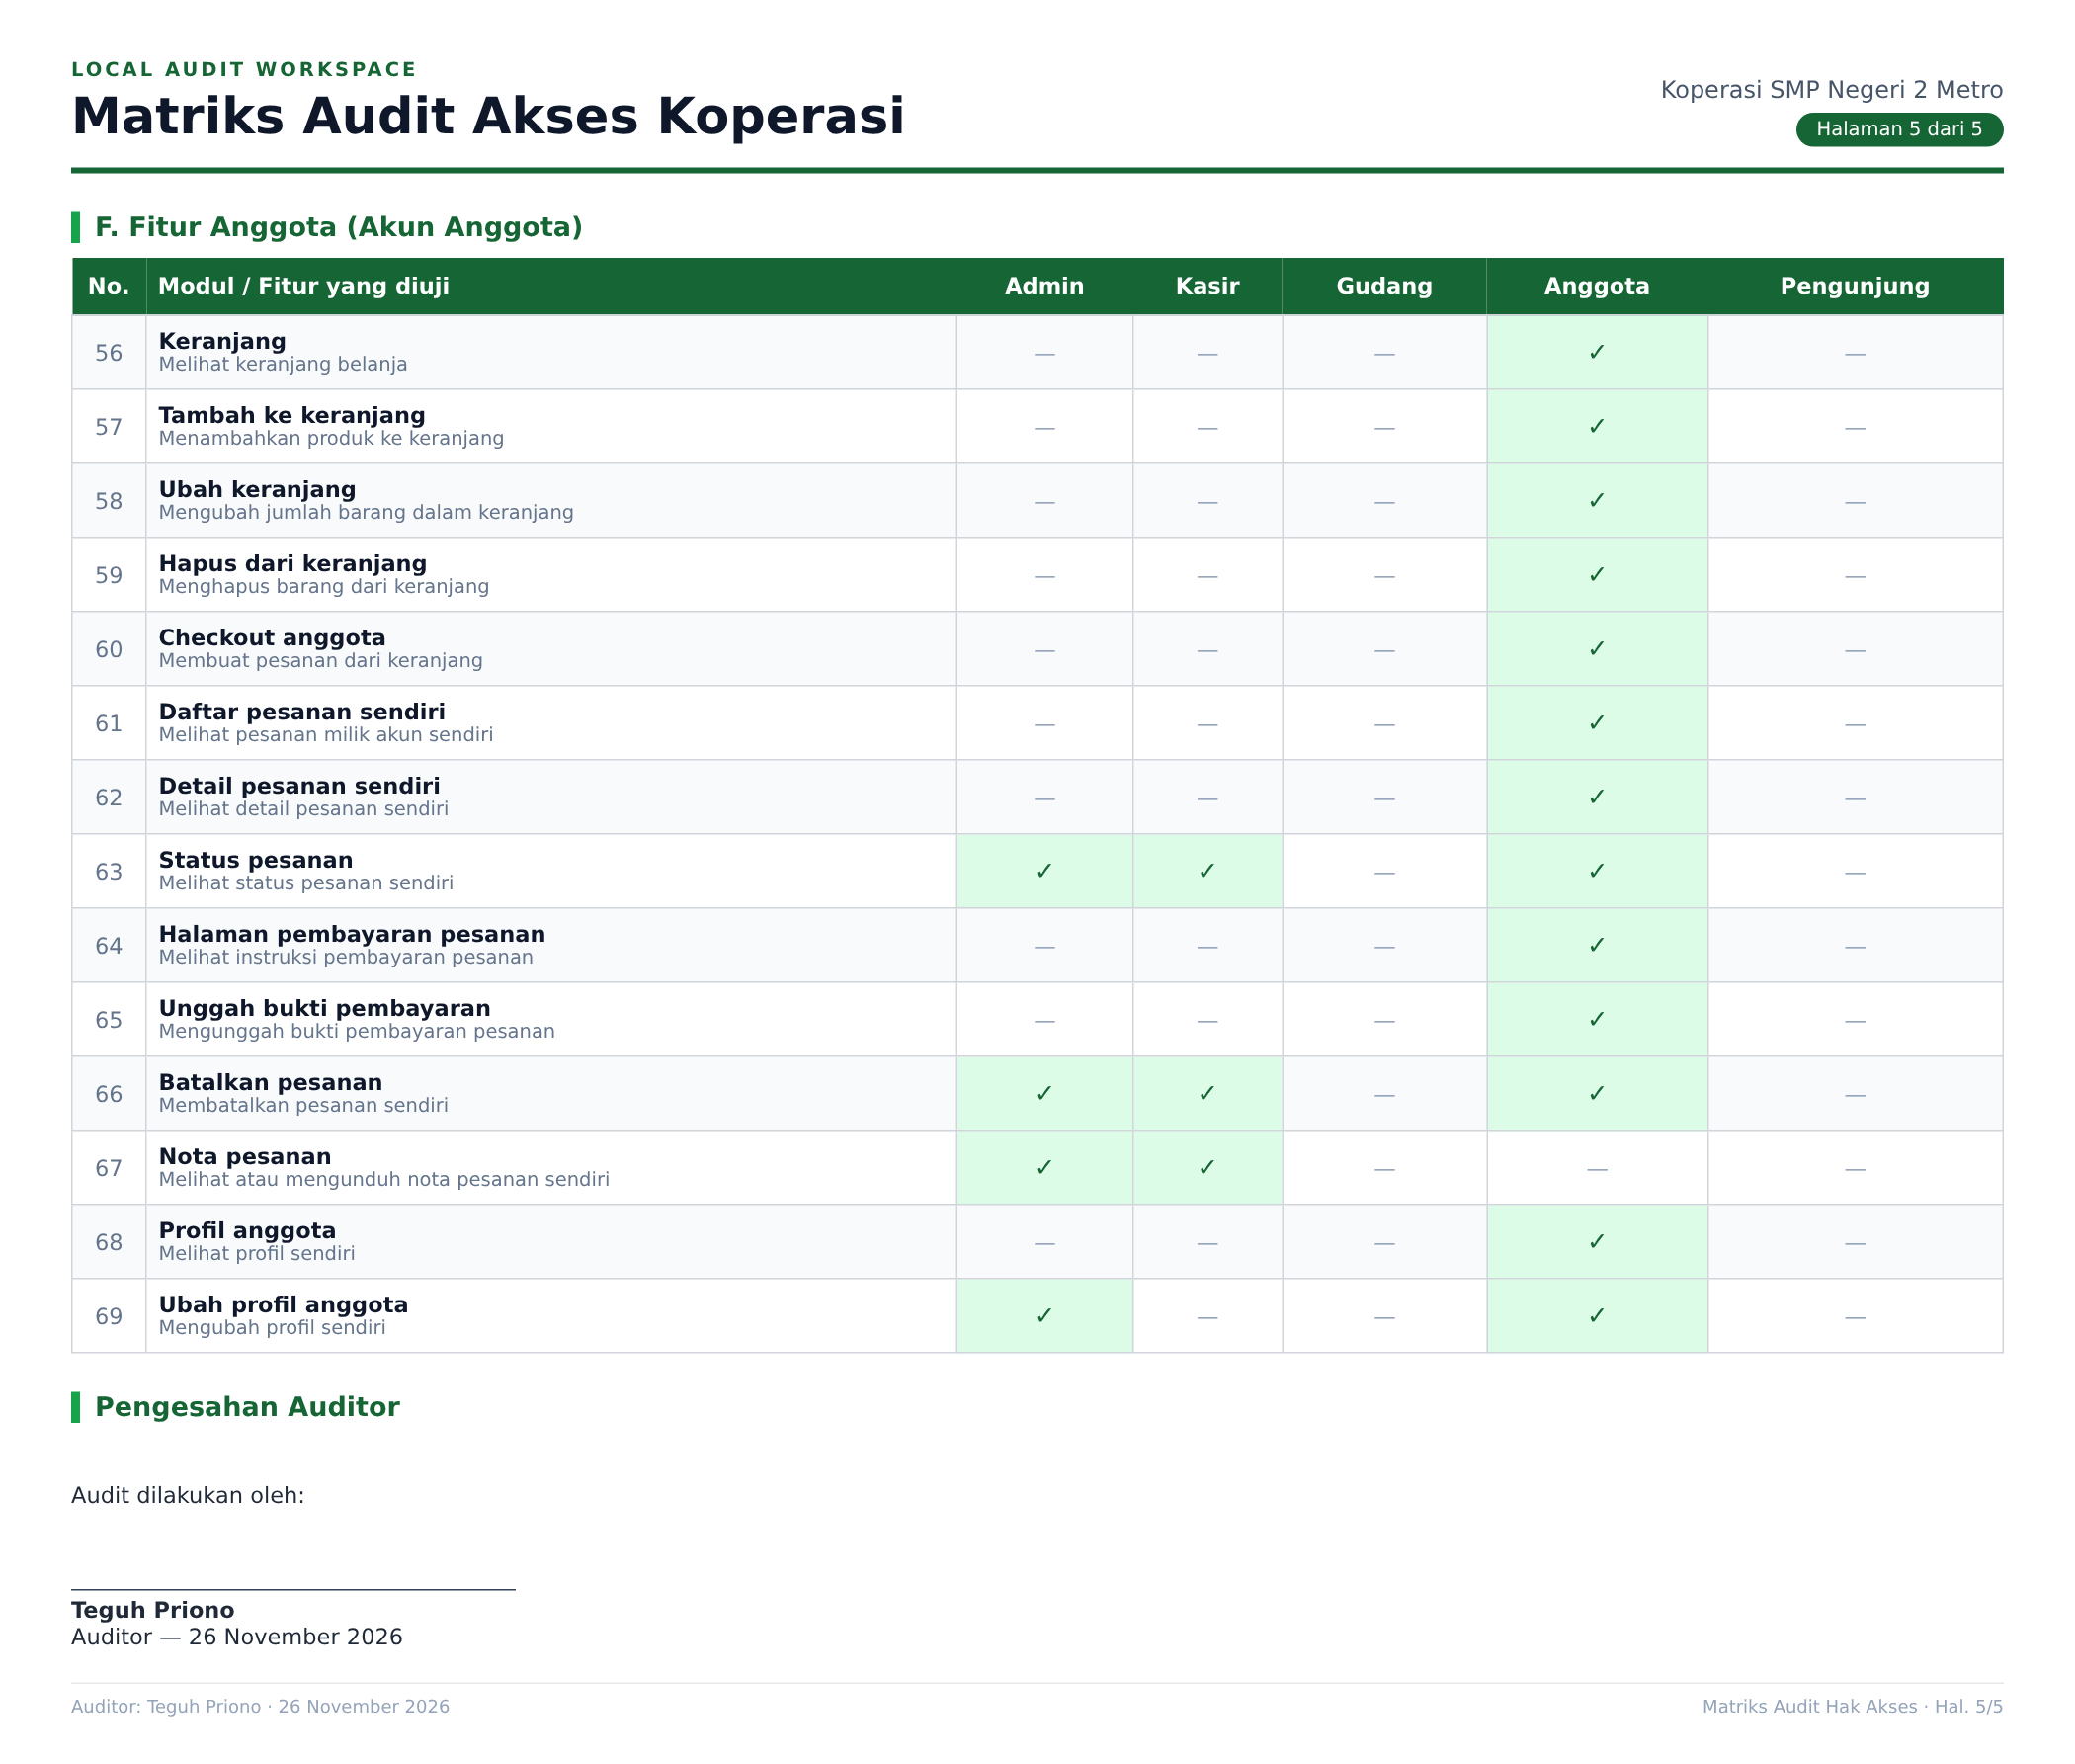 LOCAL AUDIT WORKSPACE
Matriks Audit Akses Koperasi
Koperasi SMP Negeri 2 Metro
Halaman 5 dari 5
F. Fitur Anggota (Akun Anggota)
No. Modul / Fitur yang diuji Admin Kasir Gudang Anggota Pengunjung
56 Keranjang — — — ✓ —
Melihat keranjang belanja
57 Tambah ke keranjang — — — ✓ —
Menambahkan produk ke keranjang
58 Ubah keranjang — — — ✓ —
Mengubah jumlah barang dalam keranjang
59 Hapus dari keranjang — — — ✓ —
Menghapus barang dari keranjang
60 Checkout anggota — — — ✓ —
Membuat pesanan dari keranjang
61 Daftar pesanan sendiri — — — ✓ —
Melihat pesanan milik akun sendiri
62 Detail pesanan sendiri — — — ✓ —
Melihat detail pesanan sendiri
63 Status pesanan ✓ ✓ — ✓ —
Melihat status pesanan sendiri
64 Halaman pembayaran pesanan — — — ✓ —
Melihat instruksi pembayaran pesanan
65 Unggah bukti pembayaran — — — ✓ —
Mengunggah bukti pembayaran pesanan
66 Batalkan pesanan ✓ ✓ — ✓ —
Membatalkan pesanan sendiri
67 Nota pesanan ✓ ✓ — — —
Melihat atau mengunduh nota pesanan sendiri
68 Profil anggota — — — ✓ —
Melihat profil sendiri
69 Ubah profil anggota ✓ — — ✓ —
Mengubah profil sendiri
Pengesahan Auditor
Audit dilakukan oleh:
Teguh Priono
Auditor — 26 November 2026
Auditor: Teguh Priono · 26 November 2026
Matriks Audit Hak Akses · Hal. 5/5